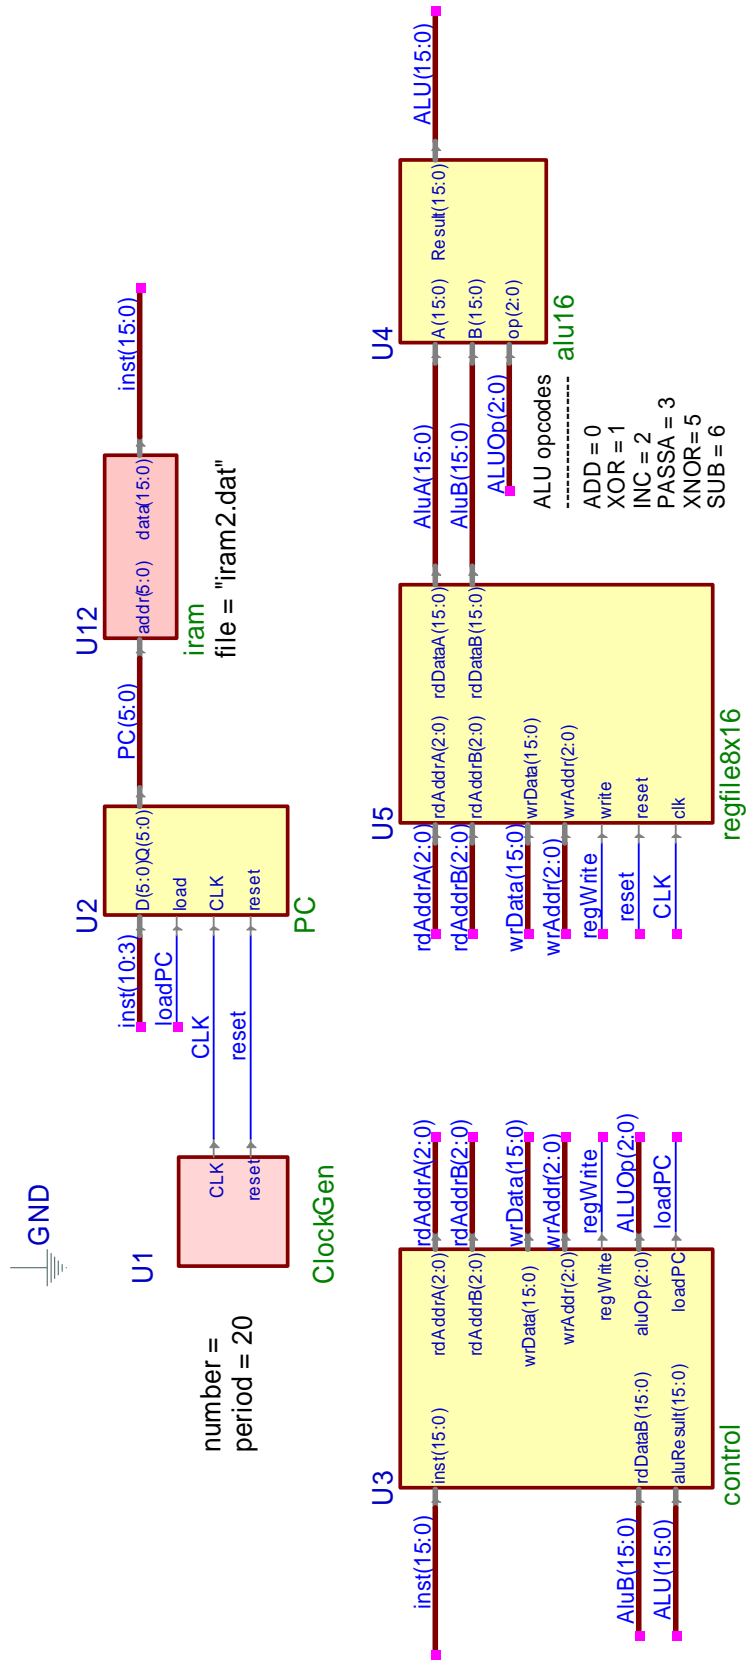 GND
U1
CLK
reset
ClockGen
number =
period = 20
CLK
reset
inst(10:3)
loadPC
U2
D(5:0)Q(5:0)
load
CLK
reset
PC
PC(5:0)
U12
addr(5:0) data(15:0)
iram
file = "iram2.dat"
inst(15:0)
inst(15:0)
AluB(15:0)
ALU(15:0)
U3
inst(15:0)
rdDataB(15:0)
aluResult(15:0)
rdAddrA(2:0)
rdAddrB(2:0)
wrData(15:0)
wrAddr(2:0)
regWrite
aluOp(2:0)
loadPC
control
rdAddrA(2:0)
rdAddrB(2:0)
wrData(15:0)
wrAddr(2:0)
regWrite
ALUOp(2:0)
loadPC
rdAddrA(2:0)
rdAddrB(2:0)
wrData(15:0)
wrAddr(2:0)
regWrite
reset
CLK
U5
rdAddrA(2:0) rdDataA(15:0)
rdAddrB(2:0) rdDataB(15:0)
wrData(15:0)
wrAddr(2:0)
write
reset
clk
regfile8x16
AluA(15:0)
AluB(15:0)
ALUOp(2:0)
ALU opcodes
----------------
ADD = 0
XOR = 1
INC = 2
PASSA = 3
XNOR = 5
SUB = 6
U4
A(15:0) Result(15:0)
B(15:0)
op(2:0)
alu16
ALU(15:0)